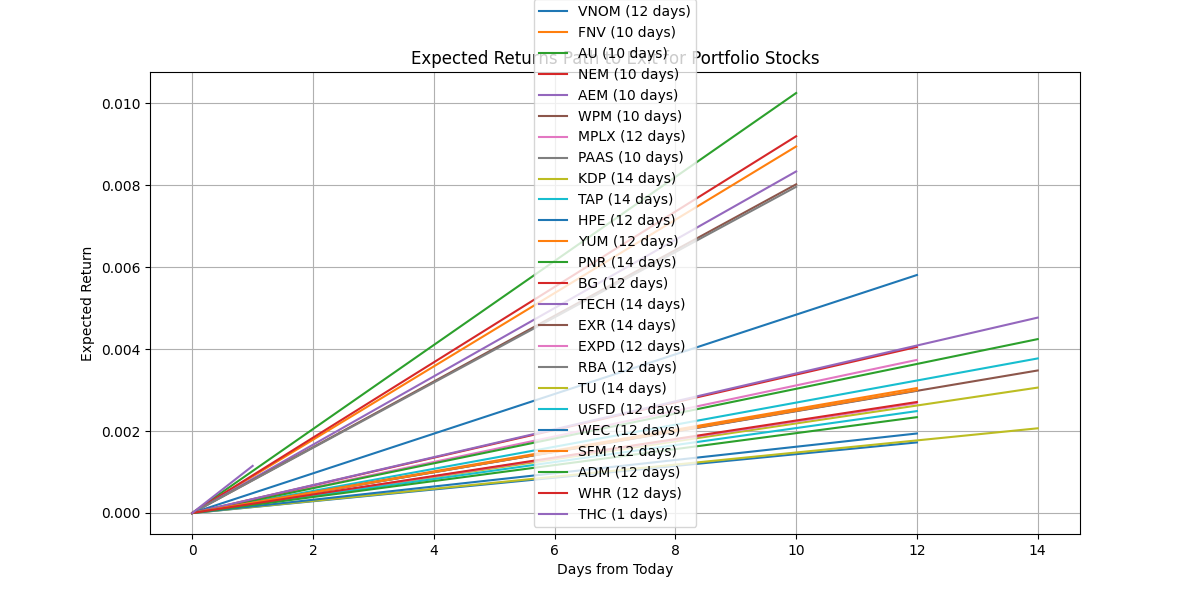 Expected Returns Path to Exit for Portfolio Stocks
VNOM (12 days)
FNV (10 days)
AU (10 days)
NEM (10 days)
AEM (10 days)
WPM (10 days)
MPLX (12 days)
PAAS (10 days)
KDP (14 days)
TAP (14 days)
HPE (12 days)
YUM (12 days)
PNR (14 days)
BG (12 days)
TECH (14 days)
EXR (14 days)
EXPD (12 days)
RBA (12 days)
TU (14 days)
USFD (12 days)
WEC (12 days)
SFM (12 days)
ADM (12 days)
WHR (12 days)
THC (1 days)
Expected Return
0.010
0.008
0.006
0.004
0.002
0.000
0 2 4 6 8 10 12 14
Days from Today